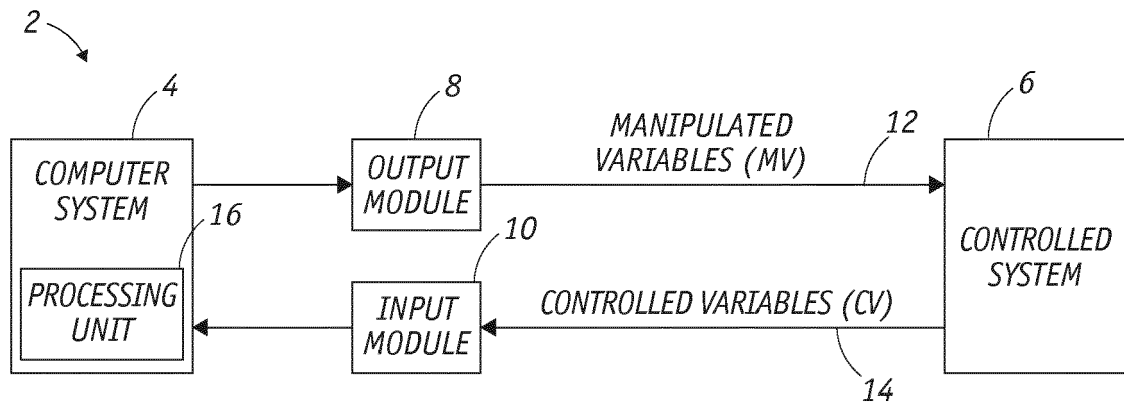 2
4
8
6
MANIPULATED
VARIABLES (MV)
12
COMPUTER
SYSTEM
OUTPUT
MODULE
16
10
CONTROLLED
SYSTEM
PROCESSING
UNIT
INPUT
MODULE
CONTROLLED VARIABLES (CV)
14